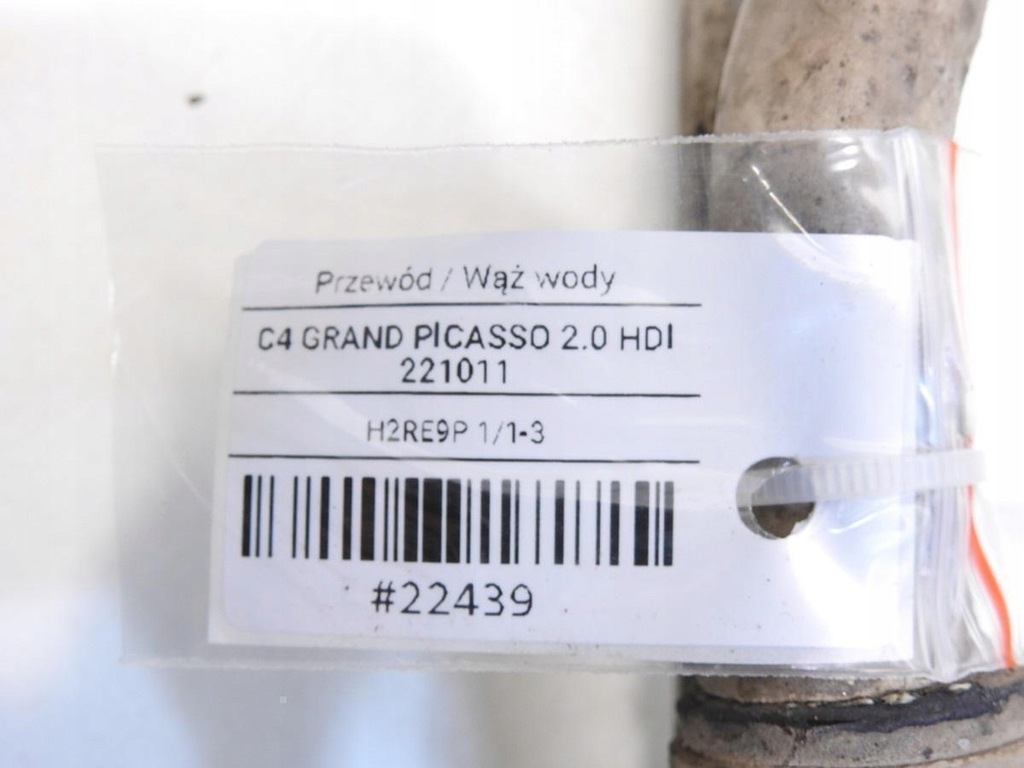 Przewód / Wąż wody
C4 GRAND PICASSO 2.0 HDI
221011
H2RE9P 1/1-3
#22439